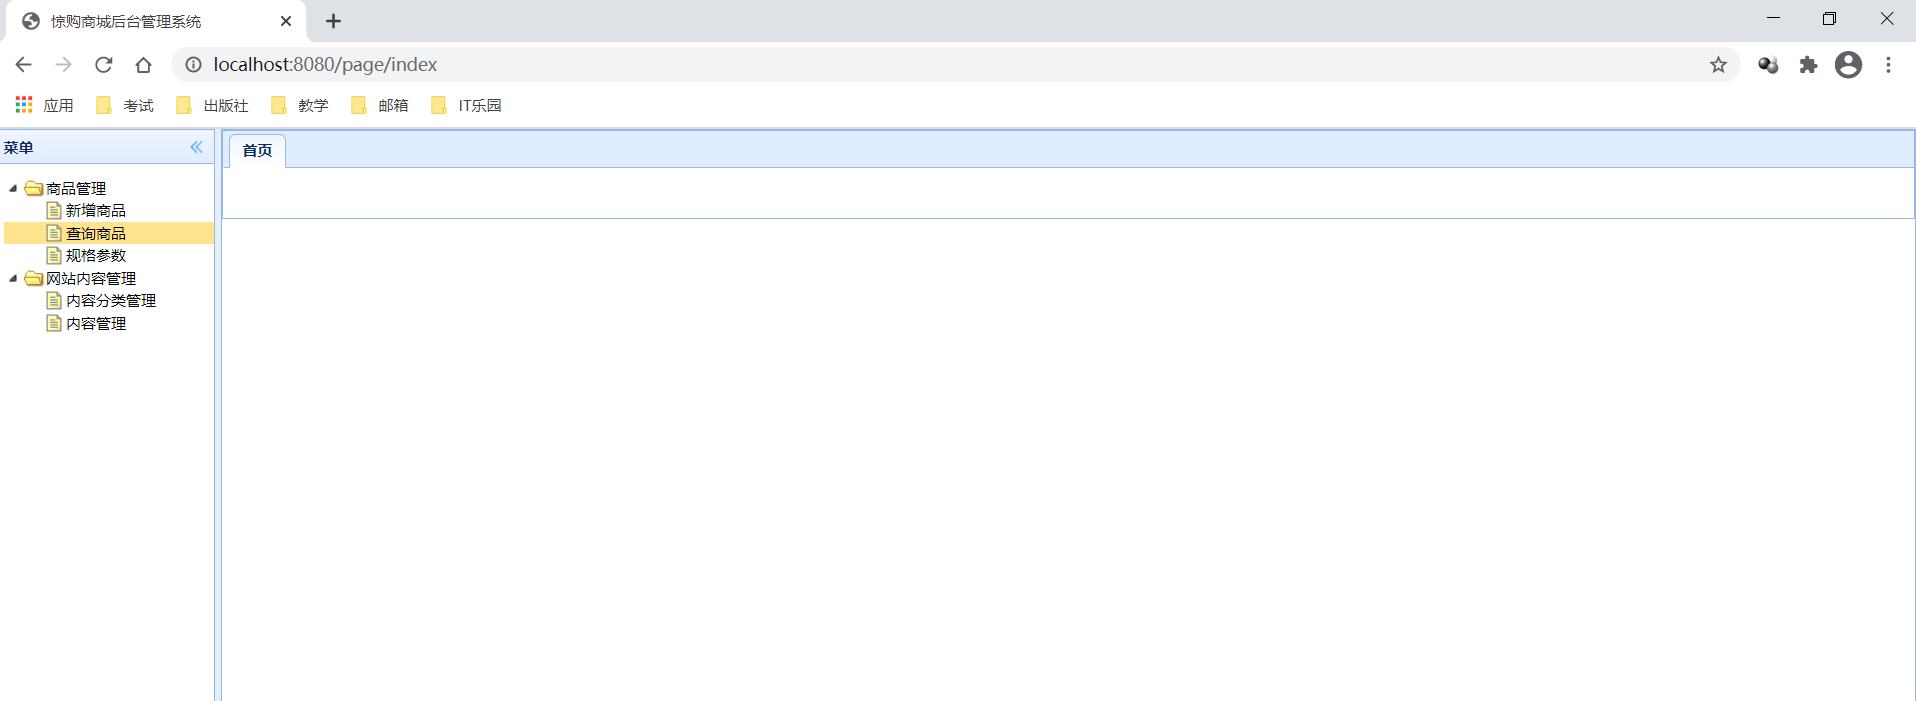 惊购商城后台管理系统
localhost:8080/page/index
应用 考试 出版社 教学 邮箱 IT乐园
菜单
首页
商品管理
新增商品
查询商品
规格参数
网站内容管理
内容分类管理
内容管理